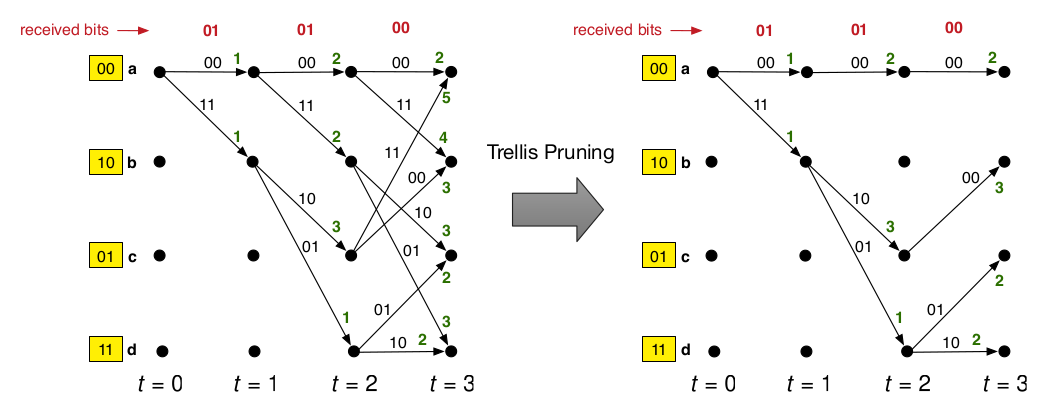 received bits 01 01 00
00 a 00 1 00 2 00 2
11 11 11 5
1 2 4
10 b
11 00 3
10 10
3 3
01 01
01 c
2
01
1 3
11 d 10 2
t = 0 t = 1 t = 2 t = 3
Trellis Pruning
received bits 01 01 00
00 a 00 1 00 2 00 2
11
1
10 b
00 3
10
3
01
01 c
2
01
1
11 d 10 2
t = 0 t = 1 t = 2 t = 3